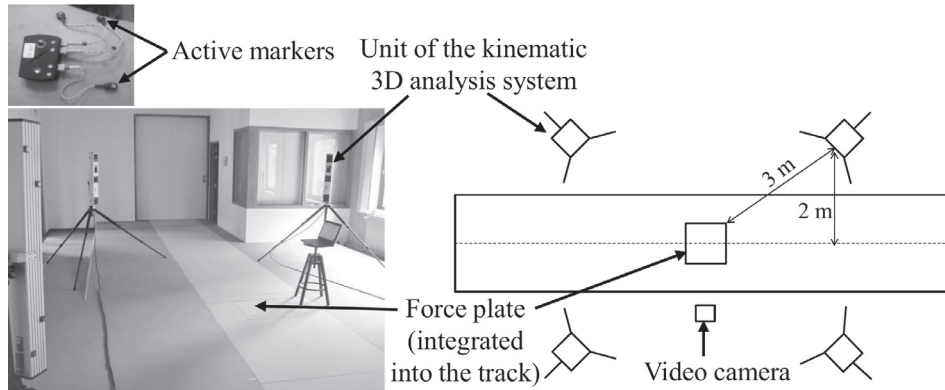 Active markers
Unit of the kinematic
3D analysis system
3 m
2 m
Force plate
(integrated
into the track)
Video camera